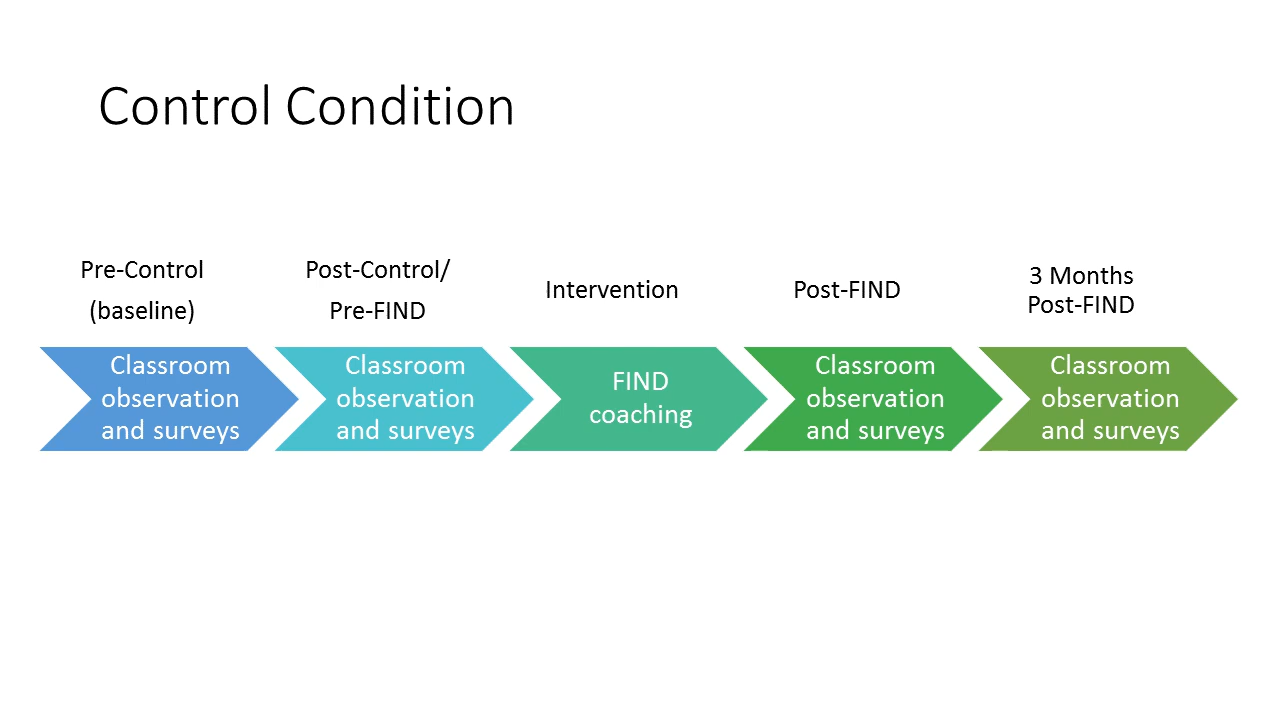 Control Condition
Pre-Control
(baseline)
Post-Control/
Pre-FIND
Intervention
Post-FIND
3 Months
Post-FIND
Classroom
observation
and surveys
Classroom
observation
and surveys
FIND
coaching
Classroom
observation
and surveys
Classroom
observation
and surveys